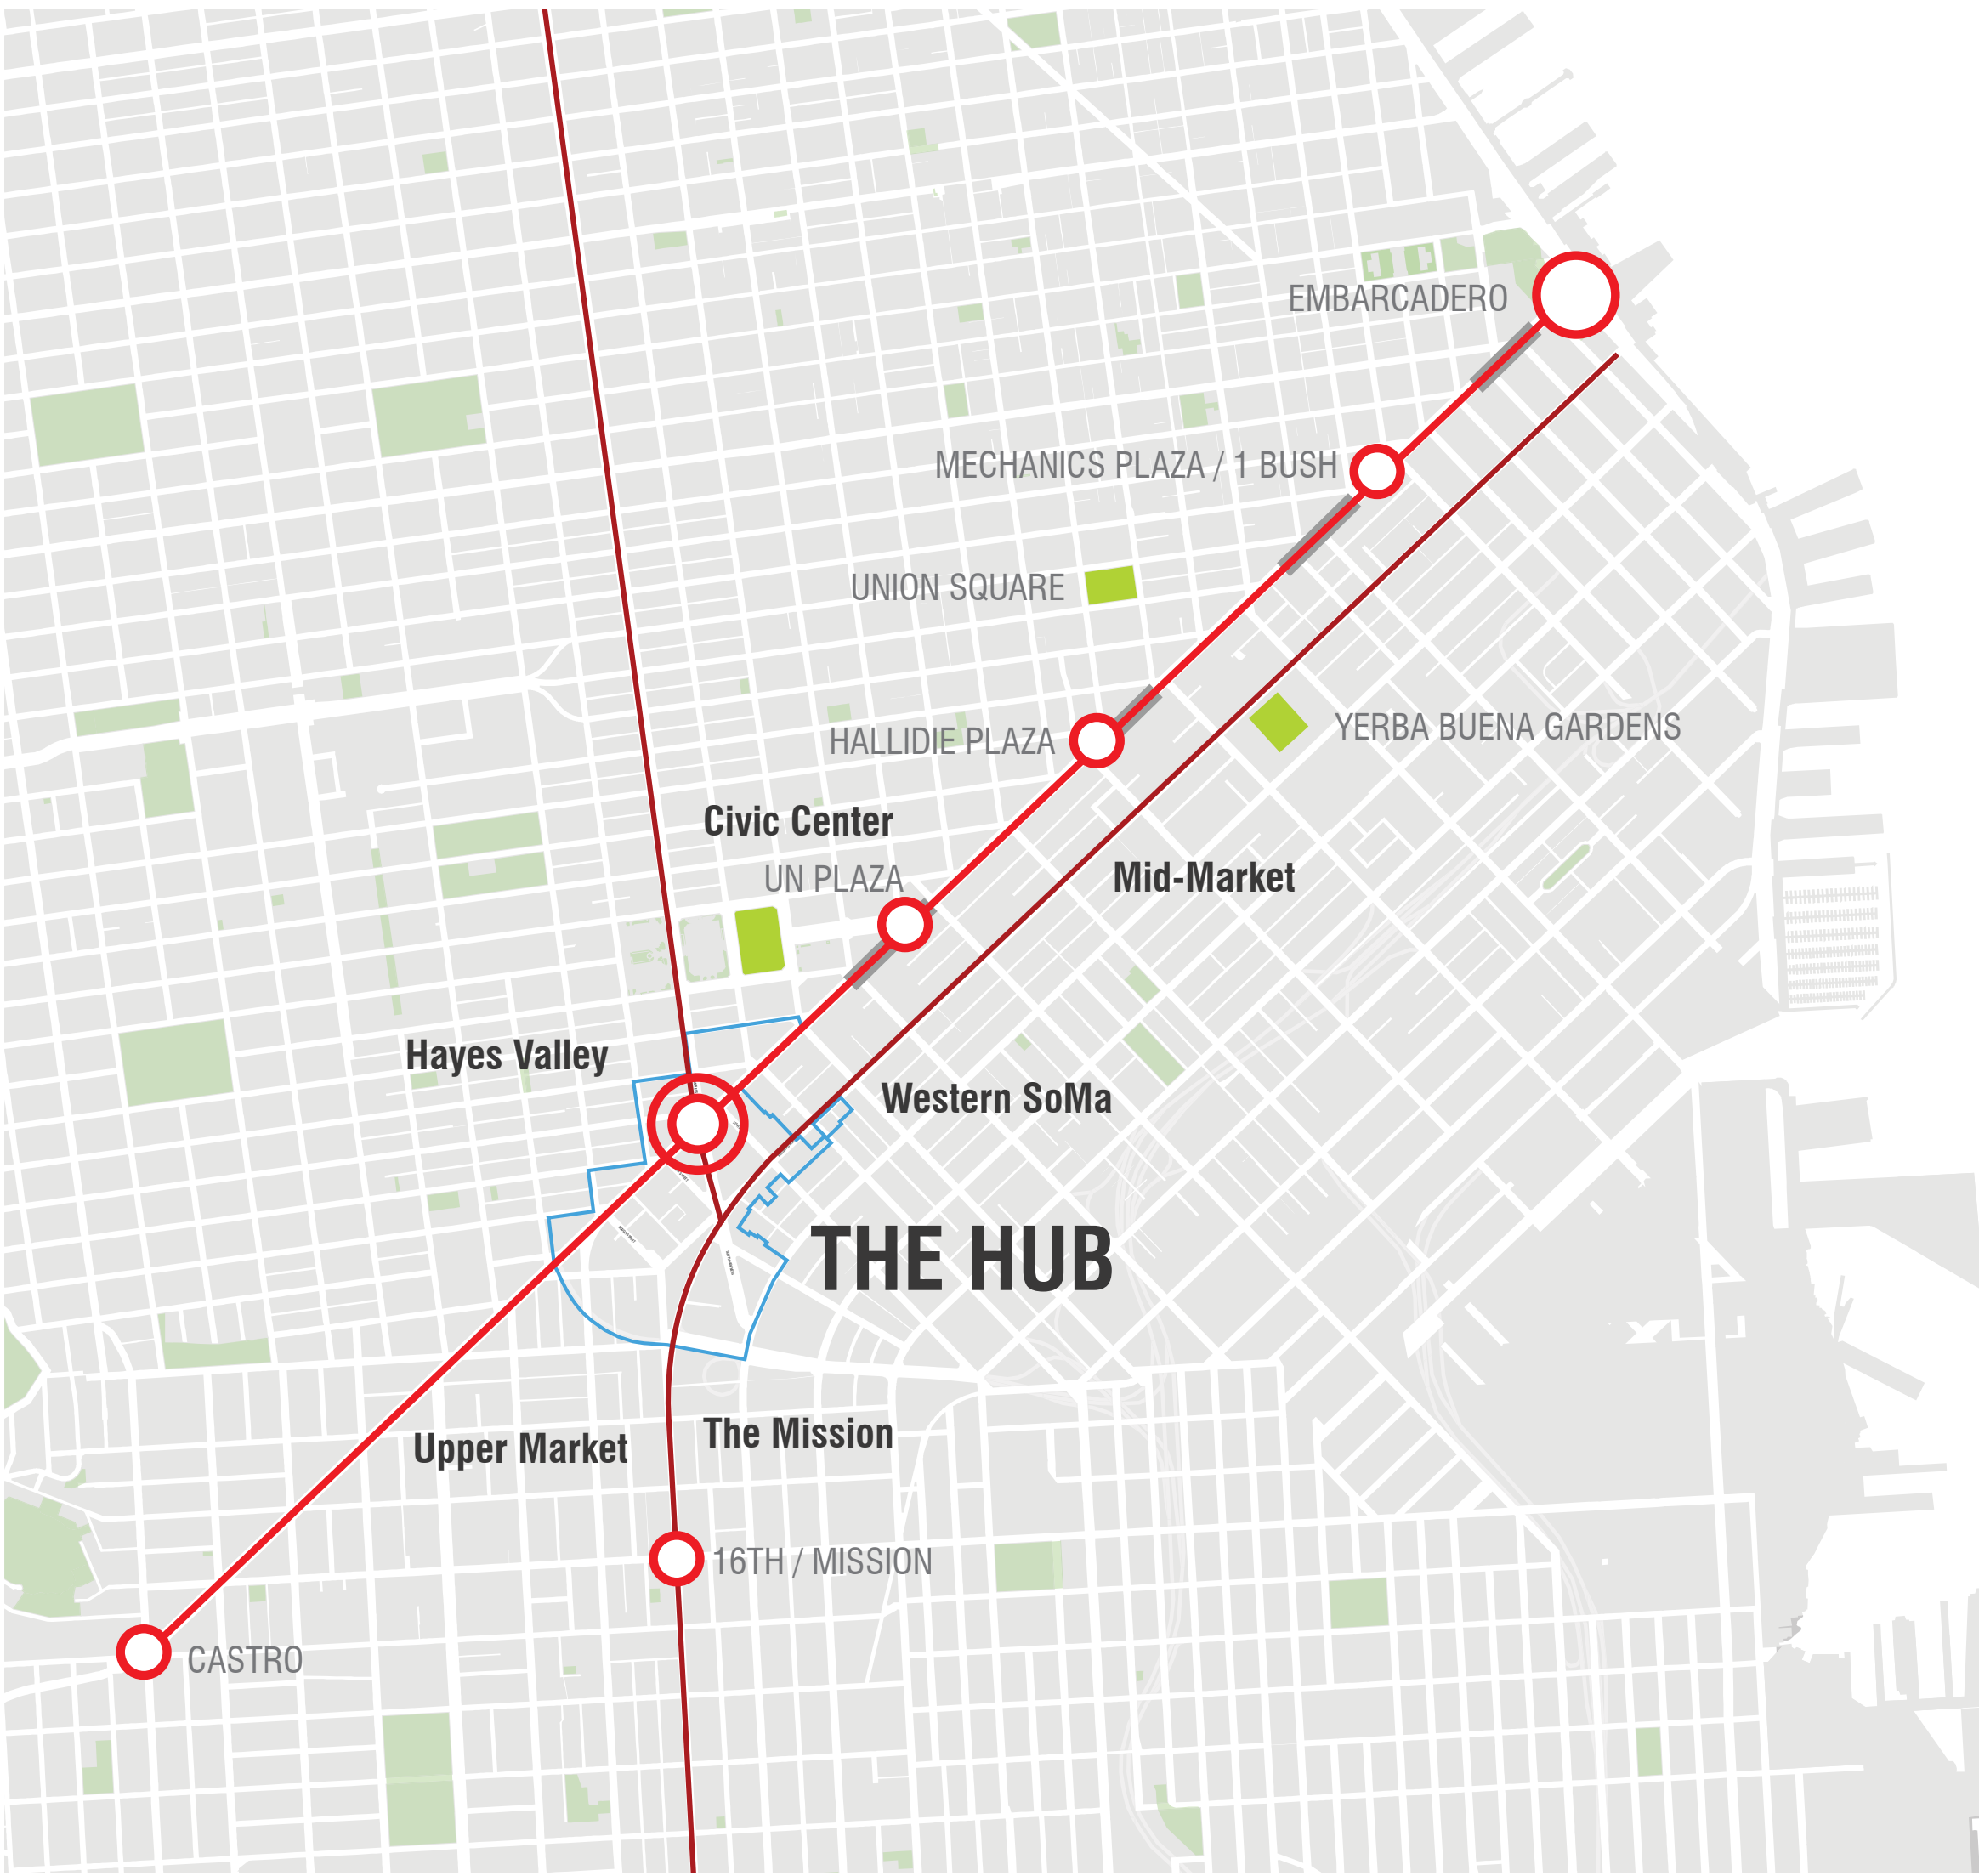 EMBARCADERO
MECHANICS PLAZA / 1 BUSH
UNION SQUARE
YERBA BUENA GARDENS
HALLIDIE PLAZA
Civic Center
UN PLAZA
Mid-Market
Hayes Valley
Western SoMa
THE HUB
The Mission
Upper Market
16TH / MISSION
CASTRO